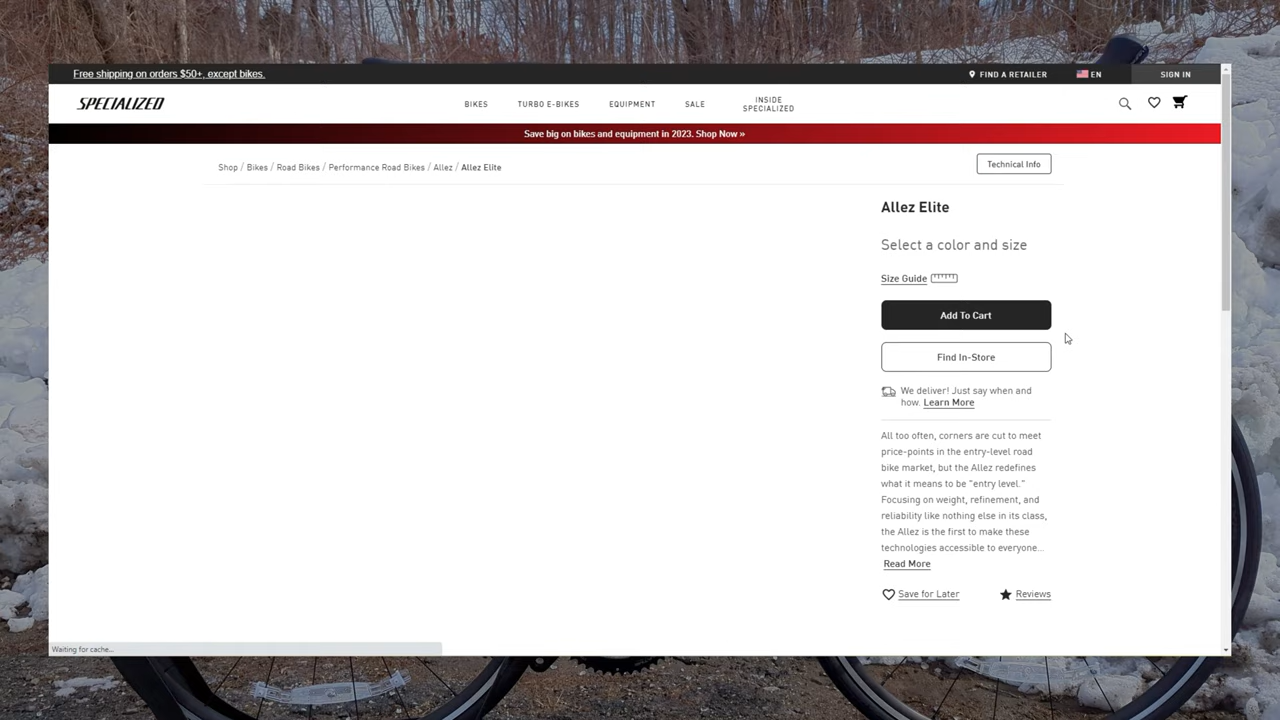 Free shipping on orders $50+, except bikes.
FIND A RETAILER
EN
SIGN IN
SPECIALIZED
BIKES
TURBO E-BIKES
EQUIPMENT
SALE
INSIDE
SPECIALIZED
Save big on bikes and equipment in 2023. Shop Now »
Shop / Bikes / Road Bikes / Performance Road Bikes / Allez / Allez Elite
Technical Info
Allez Elite
Select a color and size
Size Guide
Add To Cart
Find In-Store
We deliver! Just say when and
how. Learn More
All too often, corners are cut to meet
price-points in the entry-level road
bike market, but the Allez redefines
what it means to be "entry level."
Focusing on weight, refinement, and
reliability like nothing else in its class,
the Allez is the first to make these
technologies accessible to everyone...
Read More
Save for Later
Reviews
Waiting for cache...